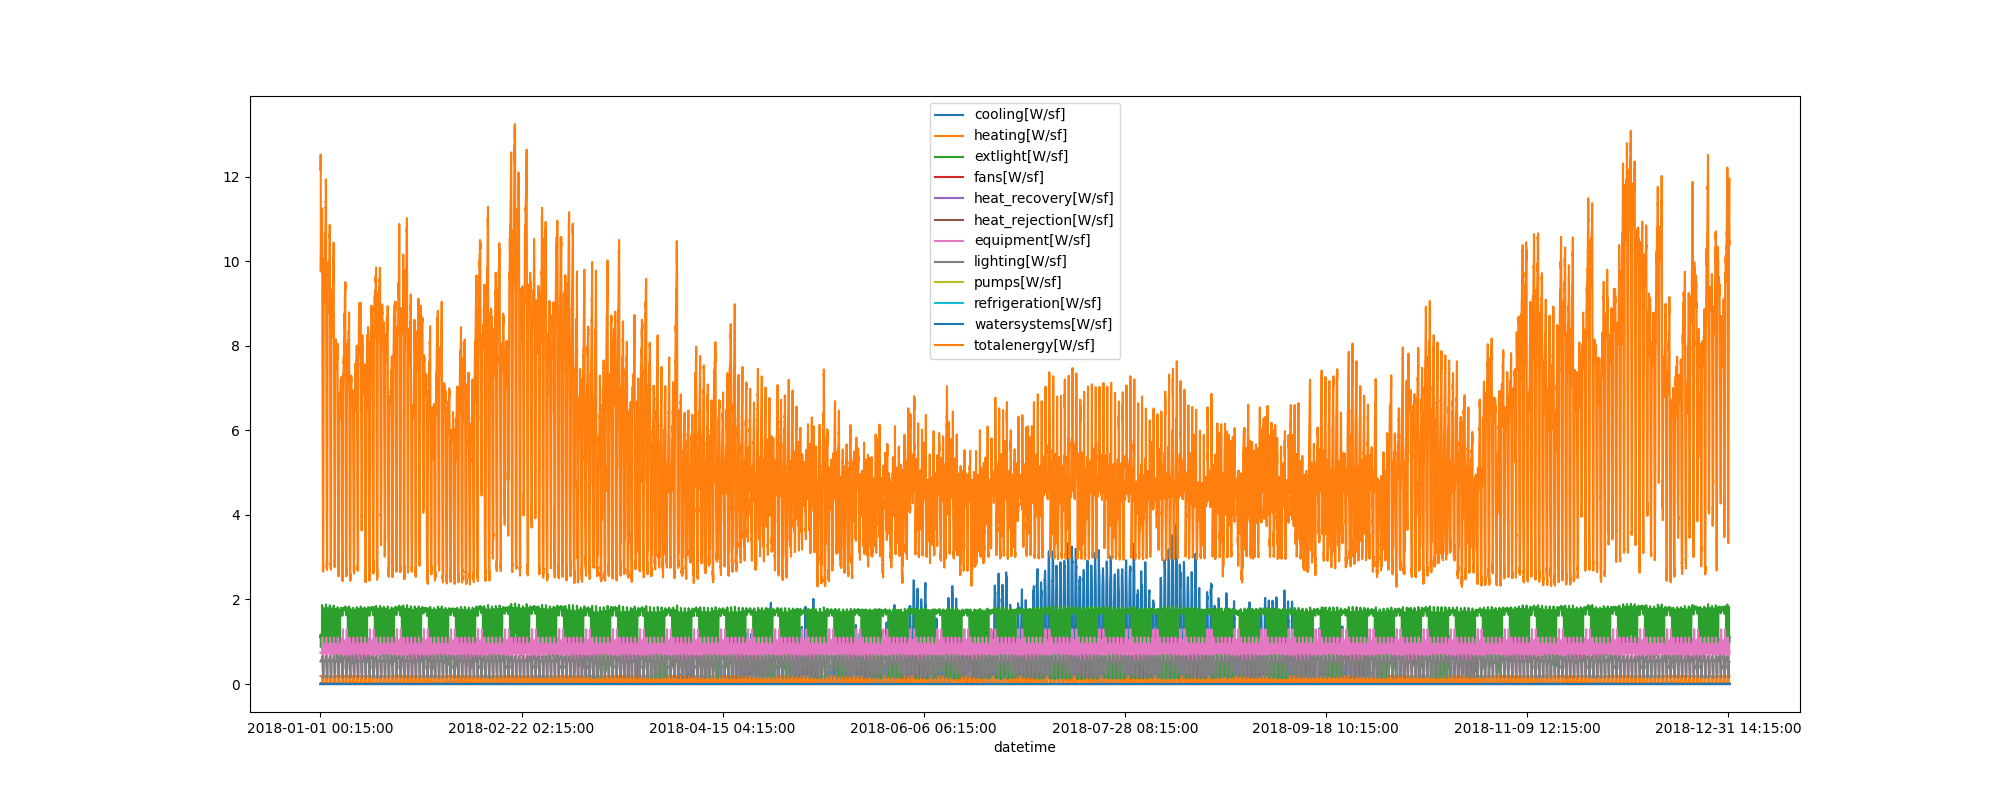 cooling[W/sf]
heating[W/sf]
extlight[W/sf]
fans[W/sf]
heat_recovery[W/sf]
heat_rejection[W/sf]
equipment[W/sf]
lighting[W/sf]
pumps[W/sf]
refrigeration[W/sf]
watersystems[W/sf]
totalenergy[W/sf]
12
10
8
6
4
2
0
2018-01-01 00:15:00 2018-02-22 02:15:00 2018-04-15 04:15:00 2018-06-06 06:15:00 2018-07-28 08:15:00 2018-09-18 10:15:00 2018-11-09 12:15:00 2018-12-31 14:15:00
datetime